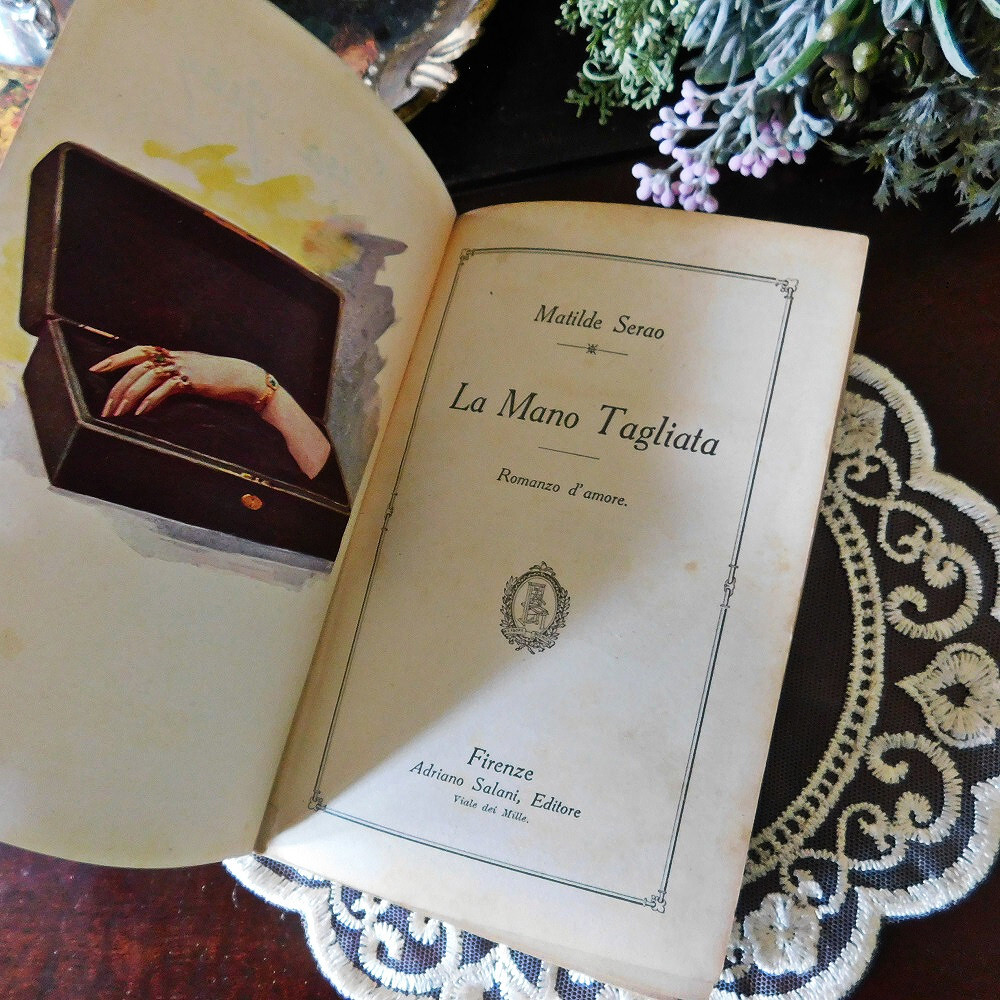 Matilde Serao
La Mano Tagliata
Romanzo d'amore.
Firenze
Adriano Salani, Editore
Viale dei Mille.